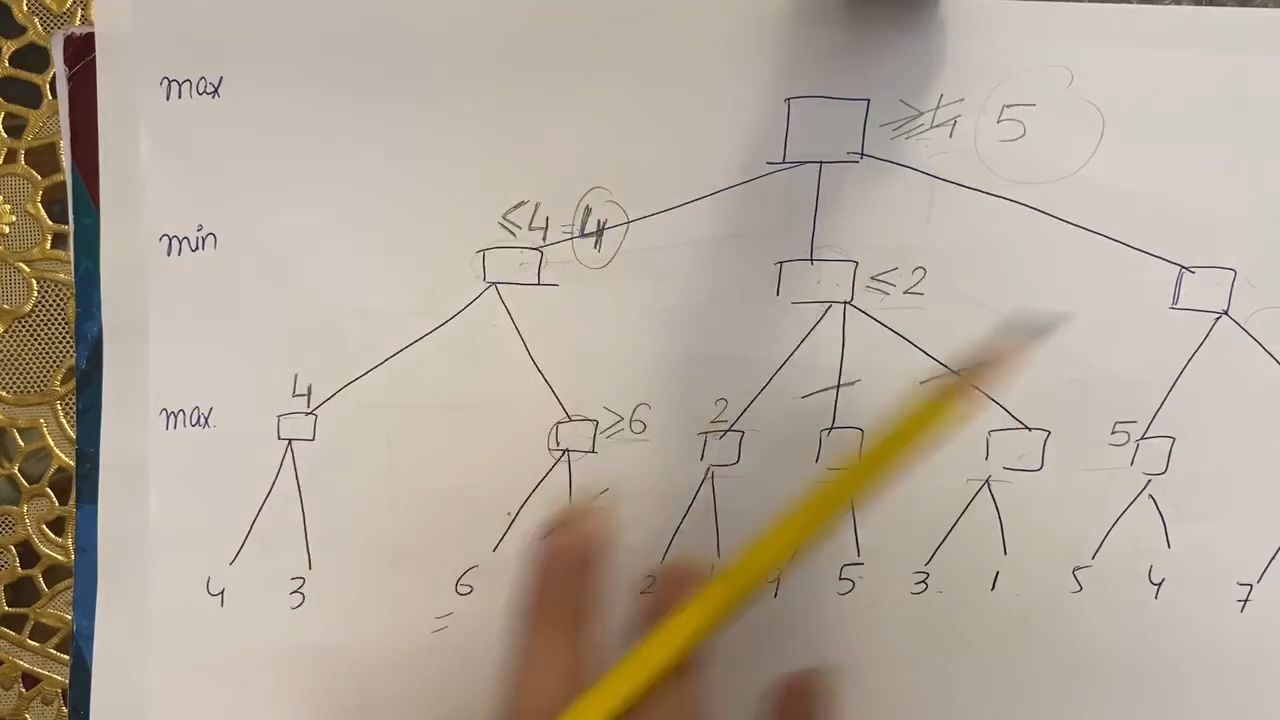 max
≥4 5
≤4 = 4
min
≤2
4
max.
≥6
2
5
4 3 6 2 9 5 3 1 5 4 7